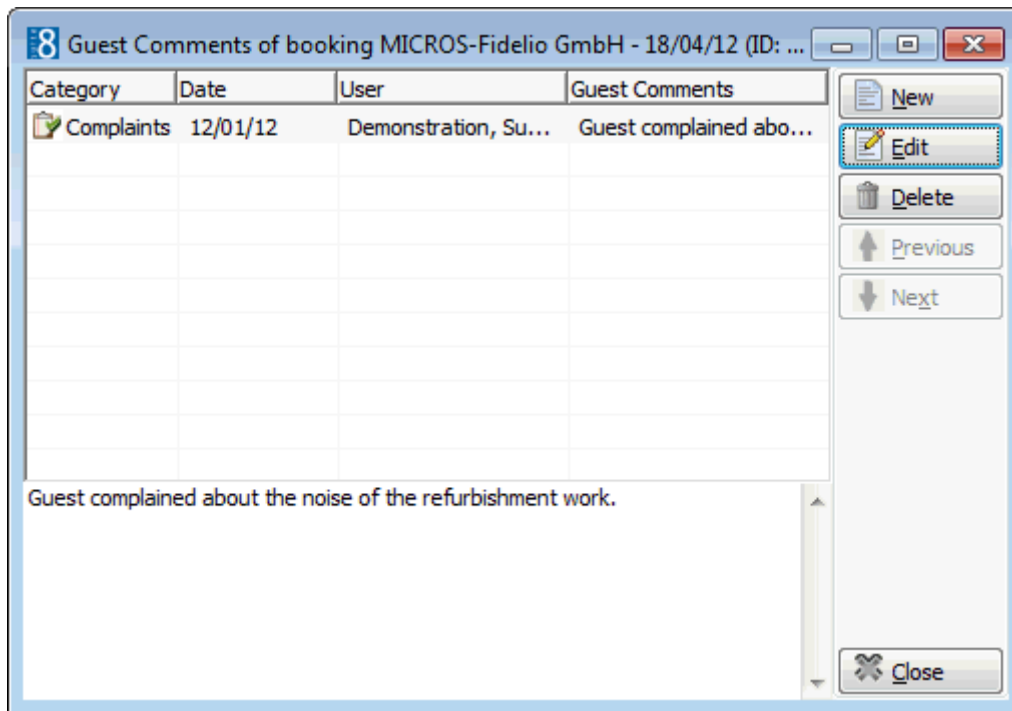 8 Guest Comments of booking MICROS-Fidelio GmbH - 18/04/12 (ID: ...
Category Date User Guest Comments
Complaints 12/01/12 Demonstration, Su... Guest complained abo...
New
Edit
Delete
Previous
Next
Guest complained about the noise of the refurbishment work.
Close